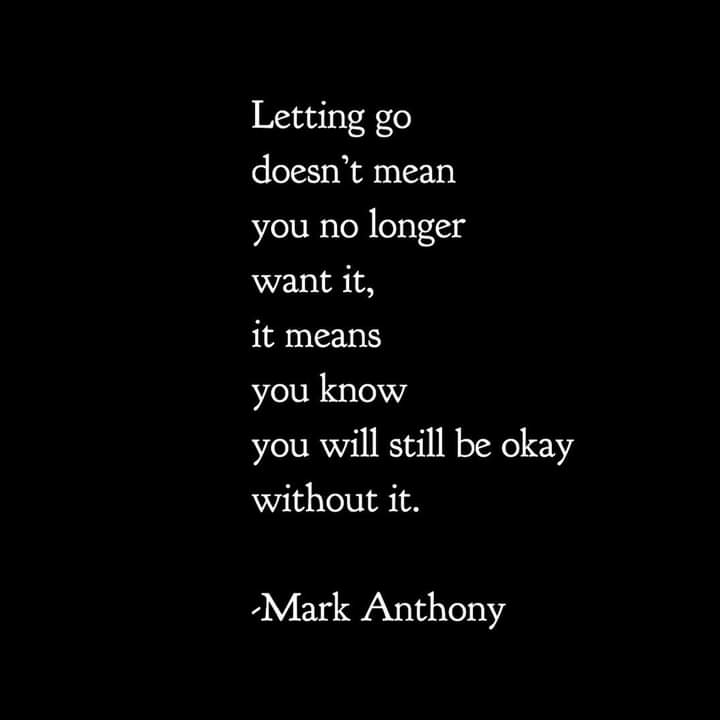 Letting go
doesn’t mean
you no longer
want it,
it means
you know
you will still be okay
without it.
-Mark Anthony